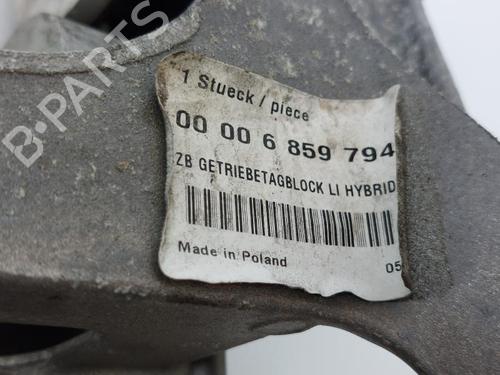 B-PARTS
1 Stueck / piece
00 00 6 859 794
ZB GETRIEBETAGBLOCK LI HYBRID
Made in Poland
05